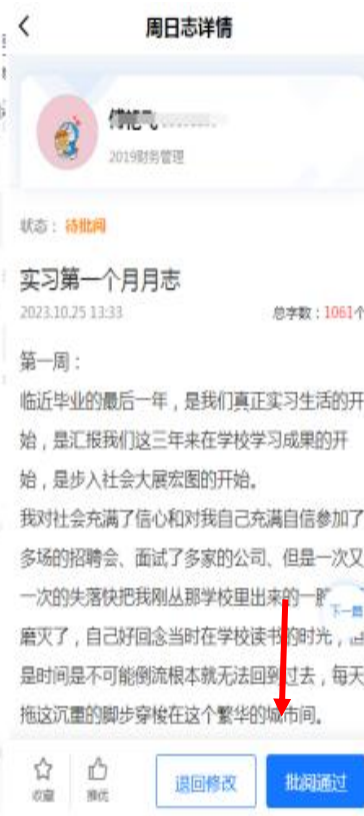 周日志详情
2019财务管理
状态：待批阅
实习第一个月月志
2023.10.25 13:33
总字数：1061个
第一周：
临近毕业的最后一年，是我们真正实习生活的开
始，是汇报我们这三年来在学校学习成果的开
始，是步入社会大展宏图的开始。
我对社会充满了信心和对我自己充满自信参加了
多场的招聘会、面试了多家的公司、但是一次又
一次的失落快把我刚丛那学校里出来的一
下一篇
磨灭了，自己好回念当时在学校读书的时光，
是时间是不可能倒流根本就无法回到过去，每天
拖这沉重的脚步穿梭在这个繁华的城市间。
收藏
推优
退回修改
批阅通过